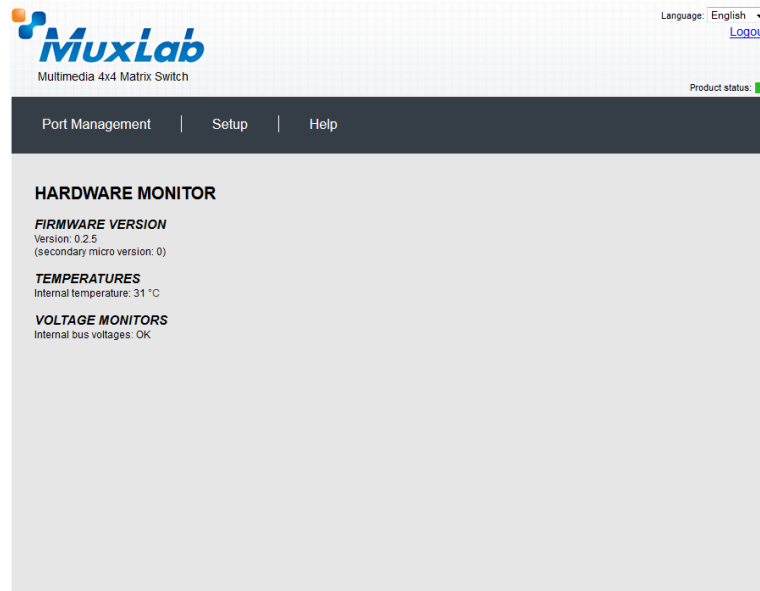 Language: English
MuxLab
Logou
Multimedia 4x4 Matrix Switch
Product status:
Port Management | Setup | Help
HARDWARE MONITOR
FIRMWARE VERSION
Version: 0.2.5
(secondary micro version: 0)
TEMPERATURES
Internal temperature: 31 °C
VOLTAGE MONITORS
Internal bus voltages: OK